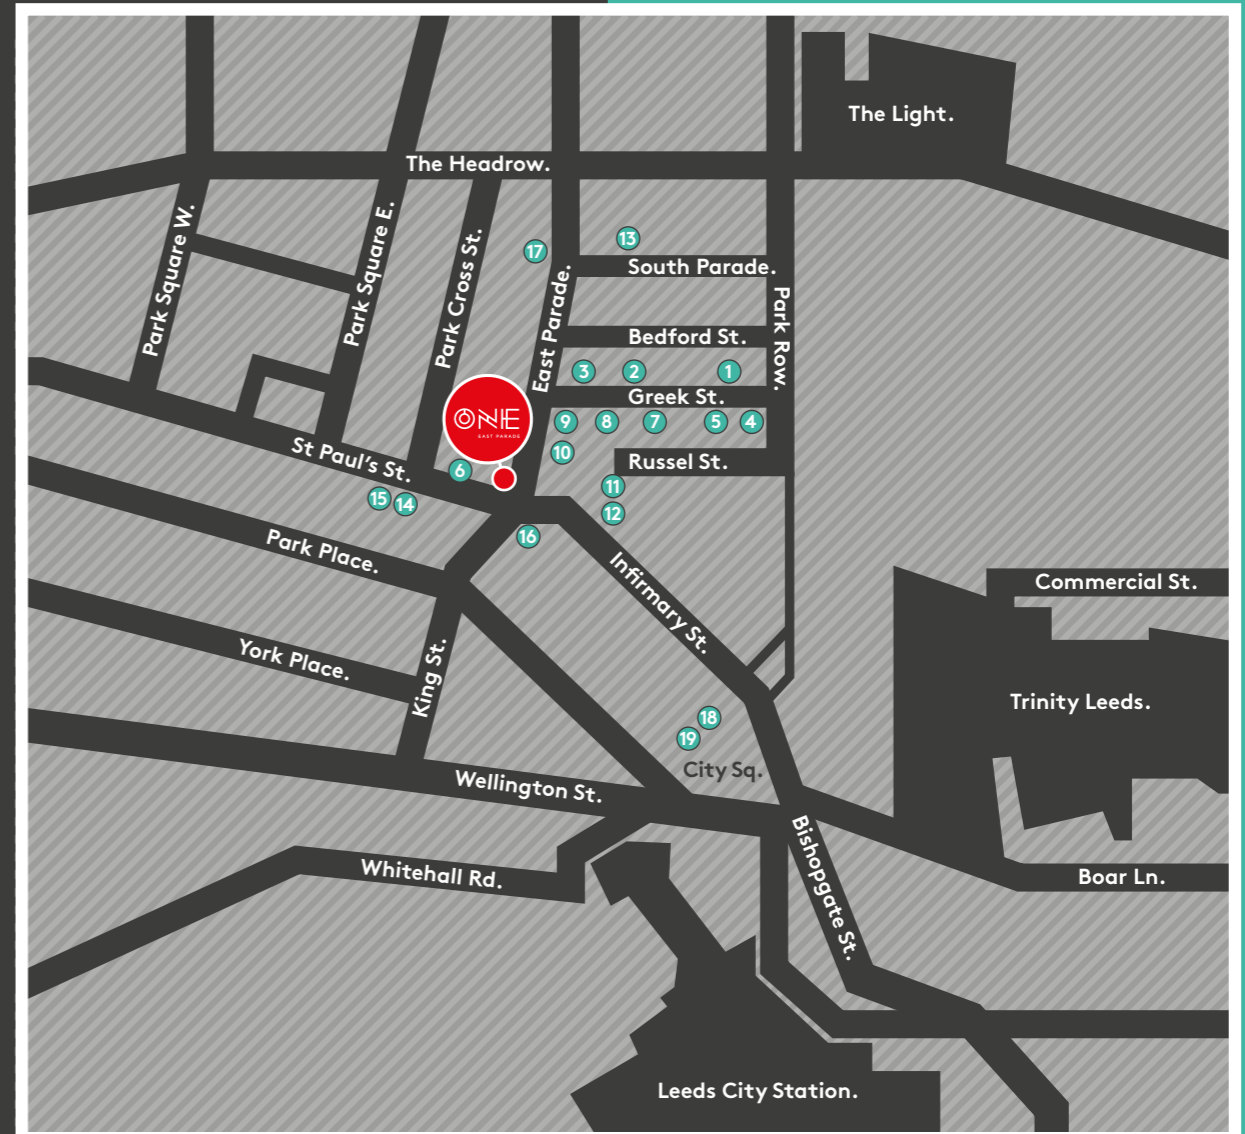 The Light.
The Headrow.
Park Square W.
Park Square E.
Park Cross St.
East Parade.
17
13
South Parade.
Park Row.
Bedford St.
3
2
1
Greek St.
9
8
7
5
4
10
ONE
EAST PARADE
Russel St.
6
St Paul's St.
11
12
15
14
16
Park Place.
Infirmary St.
Commercial St.
York Place.
King St.
Trinity Leeds.
18
19
City Sq.
Wellington St.
Bishopgate St.
Whitehall Rd.
Boar Ln.
Leeds City Station.